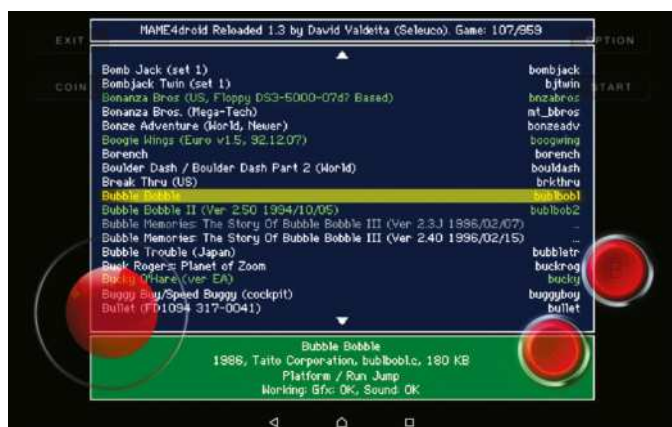 MAME4droid Reloaded 1.3 by David Valdeita (Seleuco). Game: 107/959
EXIT
OPTION
COIN
START
Bomb Jack (set 1) bombjack
Bombjack Twin (set 1) bjtwin
Bonanza Bros (US, Floppy DS3-5000-07d? Based) bnzabros
Bonanza Bros. (Mega-Tech) mt_bbros
Bonze Adventure (World, Newer) bonzeadv
Boogie Wings (Euro v1.5, 92.12.07) boogwing
Borench borench
Boulder Dash / Boulder Dash Part 2 (World) bouldash
Break Thru (US) brkthru
Bubble Bobble bublbobl
Bubble Bobble II (Ver 2.5O 1994/10/05) bublbob2
Bubble Memories: The Story Of Bubble Bobble III (Ver 2.3J 1996/02/07) ...
Bubble Memories: The Story Of Bubble Bobble III (Ver 2.4O 1996/02/15) ...
Bubble Trouble (Japan) bubbletr
Buck Rogers: Planet of Zoom buckrog
Bucky O'Hare (ver EA) bucky
Buggy Boy/Speed Buggy (cockpit) buggyboy
Bullet (FD1094 317-0041) bullet
Bubble Bobble
1986, Taito Corporation, bublbobl.c, 180 KB
Platform / Run Jump
Working: Gfx: OK, Sound: OK